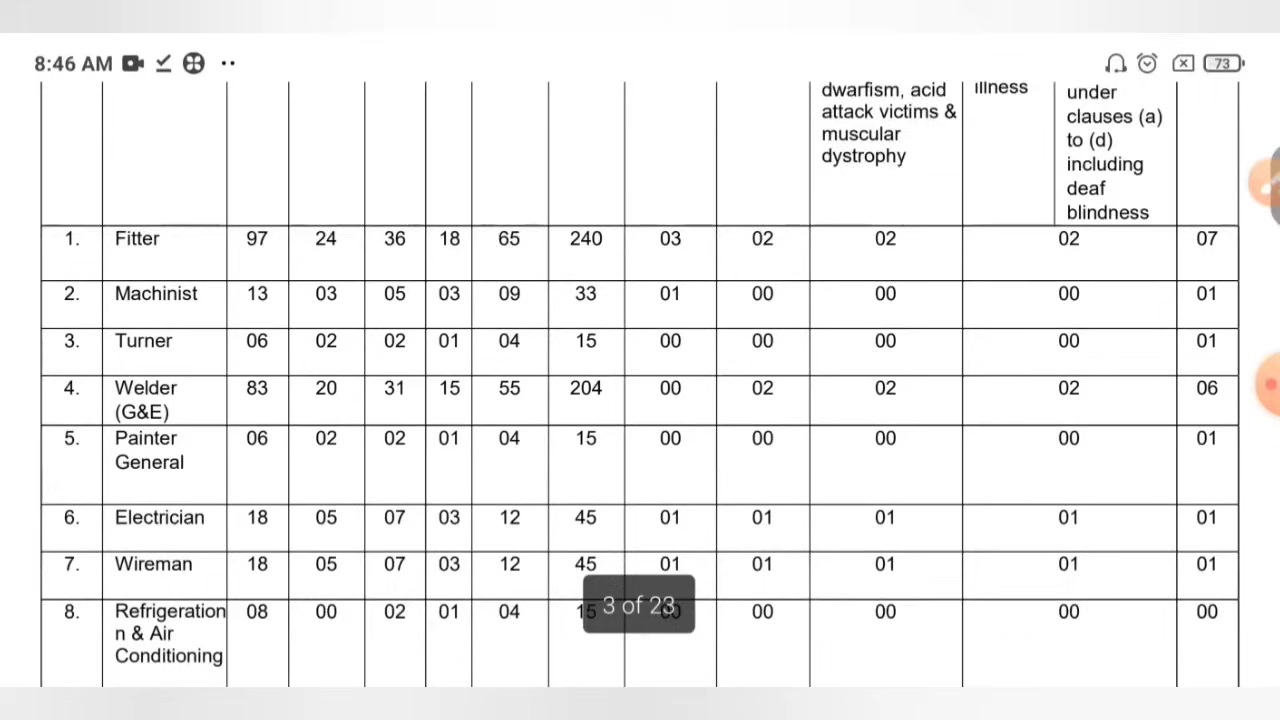 8:46 AM
73
dwarfism, acid
attack victims &
muscular
dystrophy
illness
under
clauses (a)
to (d)
including
deaf
blindness
1. Fitter 97 24 36 18 65 240 03 02 02 02 07
2. Machinist 13 03 05 03 09 33 01 00 00 00 01
3. Turner 06 02 02 01 04 15 00 00 00 00 01
4. Welder 83 20 31 15 55 204 00 02 02 02 06
(G&E)
5. Painter 06 02 02 01 04 15 00 00 00 00 01
General
6. Electrician 18 05 07 03 12 45 01 01 01 01 01
7. Wireman 18 05 07 03 12 45 01 01 01 01 01
8. Refrigeration 08 00 02 01 04 15 00 00 00 00 00
n & Air
Conditioning
3 of 23